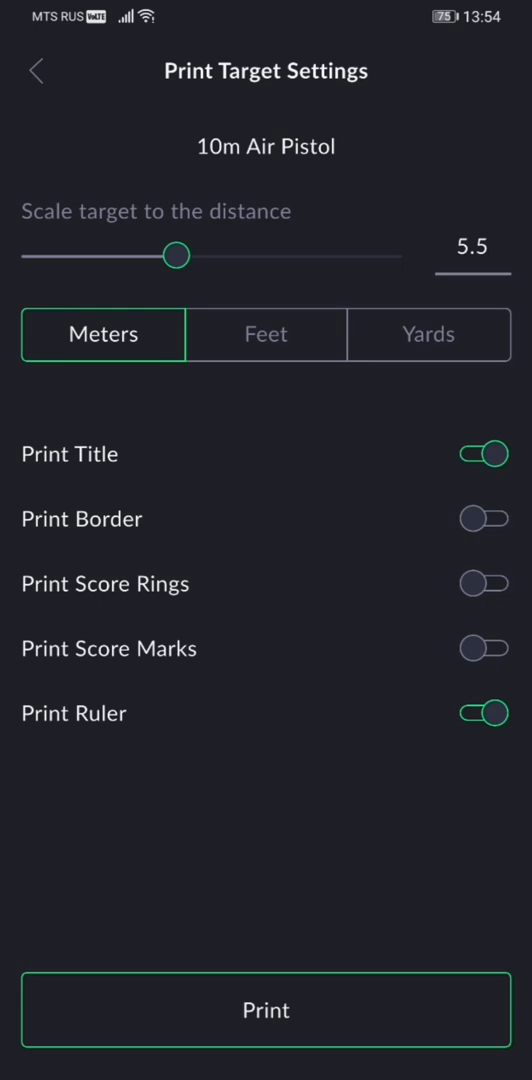 MTS RUS VoLTE 75 13:54
Print Target Settings
10m Air Pistol
Scale target to the distance
5.5
Meters Feet Yards
Print Title
Print Border
Print Score Rings
Print Score Marks
Print Ruler
Print